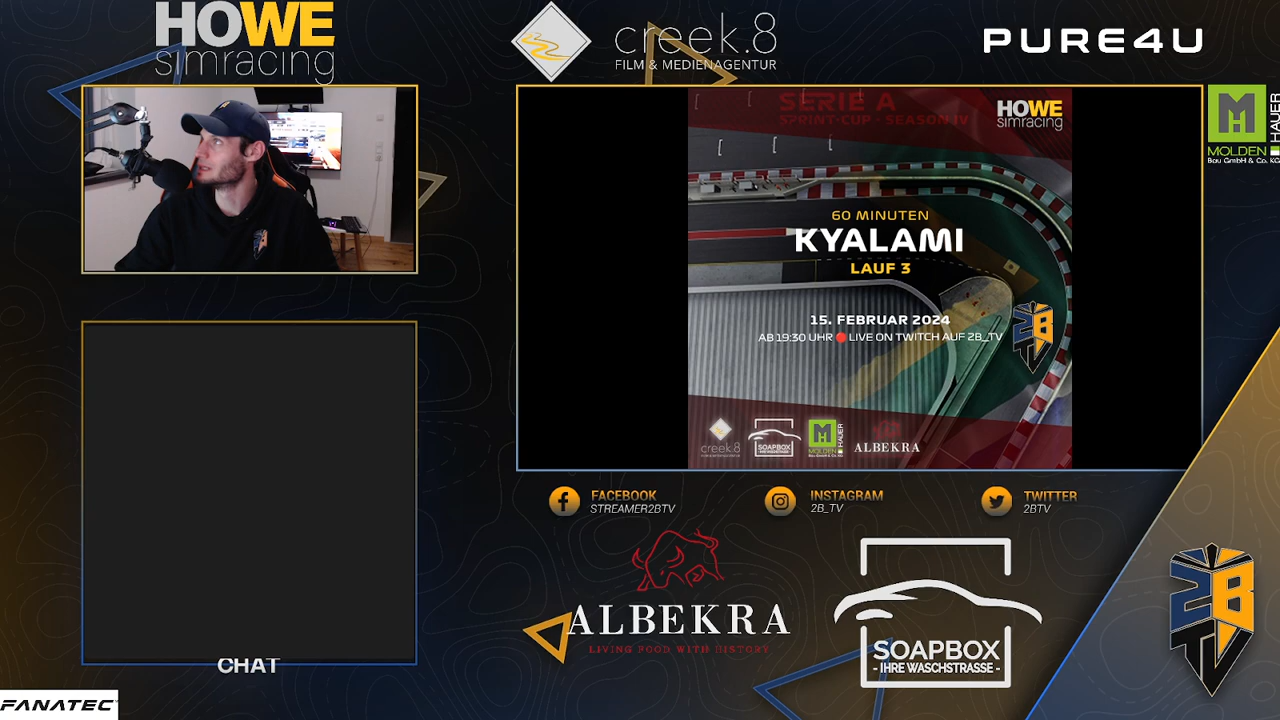 HOWE
simracing
creek.8
FILM & MEDIENAGENTUR
PURE4U
MOLDEN
HAUER
Bau GmbH & Co. KG
SERIE A
SPRINT-CUP - SEASON IV
HOWE
simracing
60 MINUTEN
KYALAMI
LAUF 3
15. FEBRUAR 2024
AB 19:30 UHR 🔴 LIVE ON TWITCH AUF 2B_TV
2B
TV
creek.8
SOAPBOX
MOLDEN
HAUER
ALBEKRA
FACEBOOK
STREAMER2BTV
INSTAGRAM
2B_TV
TWITTER
2BTV
ALBEKRA
LIVING FOOD WITH HISTORY
SOAPBOX
- IHRE WASCHSTRASSE -
2B
TV
CHAT
FANATEC